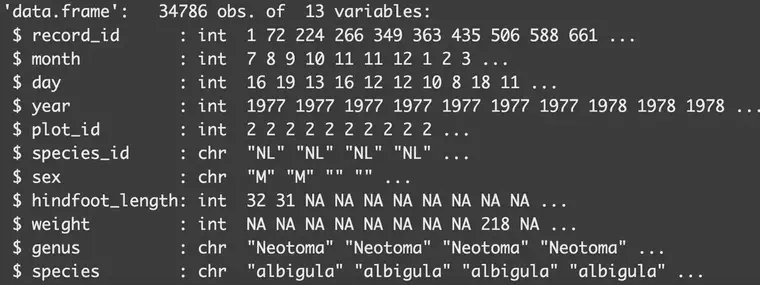 'data.frame':   34786 obs. of  13 variables:
 $ record_id      : int  1 72 224 266 349 363 435 506 588 661 ...
 $ month          : int  7 8 9 10 11 11 12 1 2 3 ...
 $ day            : int  16 19 13 16 12 12 10 8 18 11 ...
 $ year           : int  1977 1977 1977 1977 1977 1977 1977 1978 1978 1978 ...
 $ plot_id        : int  2 2 2 2 2 2 2 2 2 2 ...
 $ species_id     : chr  "NL" "NL" "NL" "NL" ...
 $ sex            : chr  "M" "M" "" "" ...
 $ hindfoot_length: int  32 31 NA NA NA NA NA NA NA NA ...
 $ weight         : int  NA NA NA NA NA NA NA NA 218 NA ...
 $ genus          : chr  "Neotoma" "Neotoma" "Neotoma" "Neotoma" ...
 $ species        : chr  "albigula" "albigula" "albigula" "albigula" ...